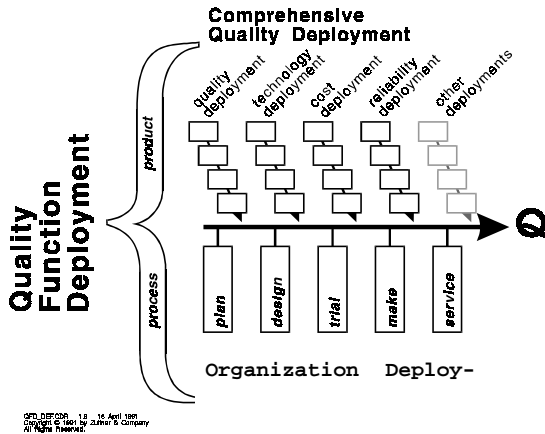 Comprehensive
Quality Deployment
quality
deployment
technology
deployment
cost
deployment
reliability
deployment
other
deployments
product
Quality
Function
Deployment
Q
process
plan
design
trial
make
service
Organization Deploy-
QFD_DEF.CDR 1.8 16 April 1991
Copyright © 1991 by Zultner & Company
All Rights Reserved.